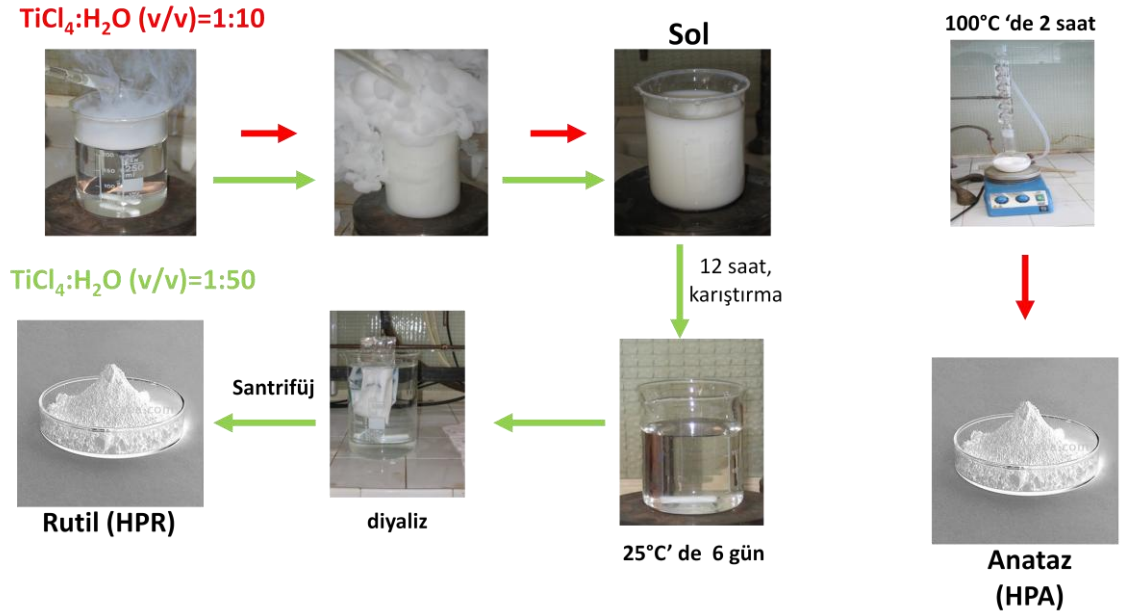 TiCl₄:H₂O (v/v)=1:10
Sol
100°C ‘de 2 saat
TiCl₄:H₂O (v/v)=1:50
12 saat,
karıştırma
Santrifüj
Rutil (HPR)
diyaliz
25°C’ de 6 gün
Anataz
(HPA)